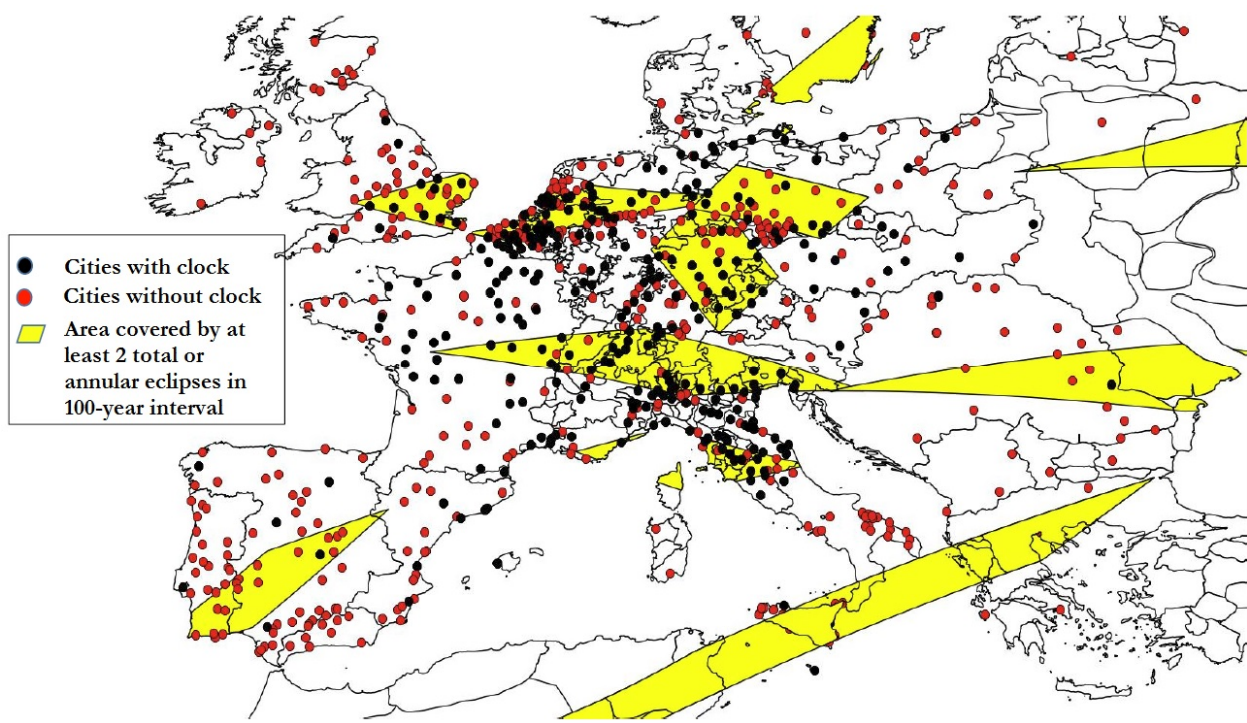 Cities with clock
Cities without clock
Area covered by at
least 2 total or
annular eclipses in
100-year interval